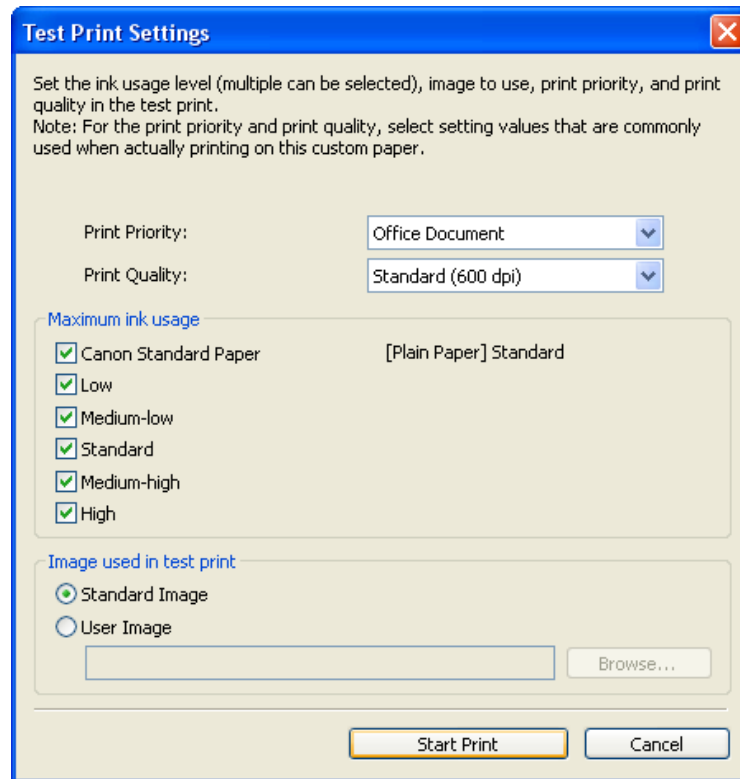 Test Print Settings
Set the ink usage level (multiple can be selected), image to use, print priority, and print
quality in the test print.
Note: For the print priority and print quality, select setting values that are commonly
used when actually printing on this custom paper.
Print Priority: Office Document
Print Quality: Standard (600 dpi)
Maximum ink usage
Canon Standard Paper [Plain Paper] Standard
Low
Medium-low
Standard
Medium-high
High
Image used in test print
Standard Image
User Image
Browse...
Start Print Cancel